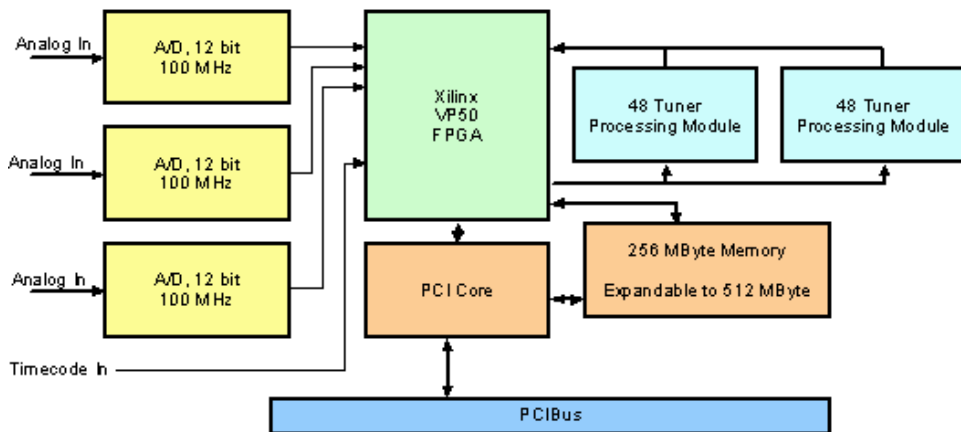 Analog In
A/D, 12 bit
100 MHz
Xilinx
VP50
FPGA
48 Tuner
Processing Module
48 Tuner
Processing Module
Analog In
A/D, 12 bit
100 MHz
Analog In
A/D, 12 bit
100 MHz
PCI Core
256 MByte Memory
Expandable to 512 MByte
Timecode In
PCIBus